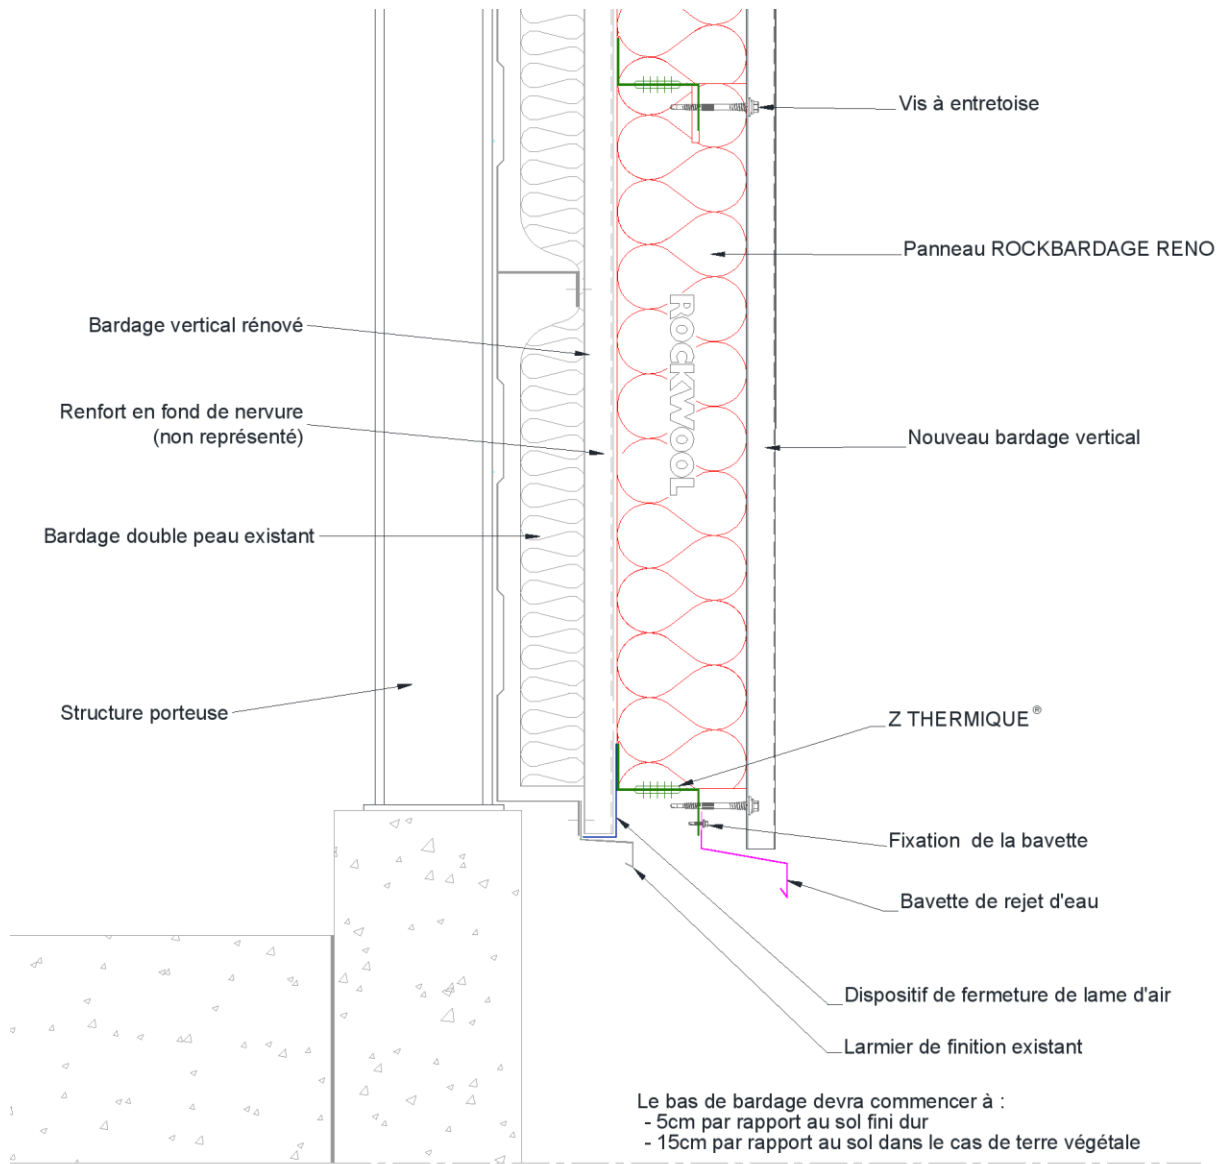 Vis à entretoise
Panneau ROCKBARDAGE RENO
ROCKWOOL
Bardage vertical rénové
Renfort en fond de nervure
(non représenté)
Nouveau bardage vertical
Bardage double peau existant
Structure porteuse
Z THERMIQUE®
Fixation de la bavette
Bavette de rejet d'eau
Dispositif de fermeture de lame d'air
Larmier de finition existant
Le bas de bardage devra commencer à :
- 5cm par rapport au sol fini dur
- 15cm par rapport au sol dans le cas de terre végétale